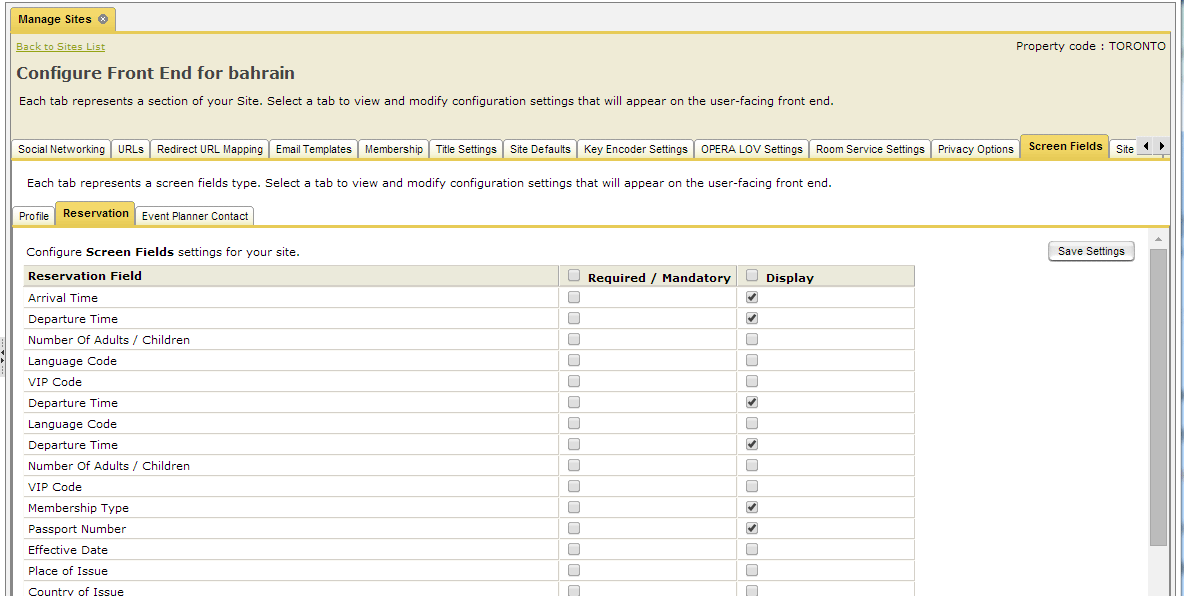 Manage Sites
Back to Sites List
Property code : TORONTO
Configure Front End for bahrain
Each tab represents a section of your Site. Select a tab to view and modify configuration settings that will appear on the user-facing front end.
Social Networking URLs Redirect URL Mapping Email Templates Membership Title Settings Site Defaults Key Encoder Settings OPERA LOV Settings Room Service Settings Privacy Options Screen Fields Site
Each tab represents a screen fields type. Select a tab to view and modify configuration settings that will appear on the user-facing front end.
Profile Reservation Event Planner Contact
Configure Screen Fields settings for your site.
Save Settings
Reservation Field Required / Mandatory Display
Arrival Time
Departure Time
Number Of Adults / Children
Language Code
VIP Code
Departure Time
Language Code
Departure Time
Number Of Adults / Children
VIP Code
Membership Type
Passport Number
Effective Date
Place of Issue
Country of Issue